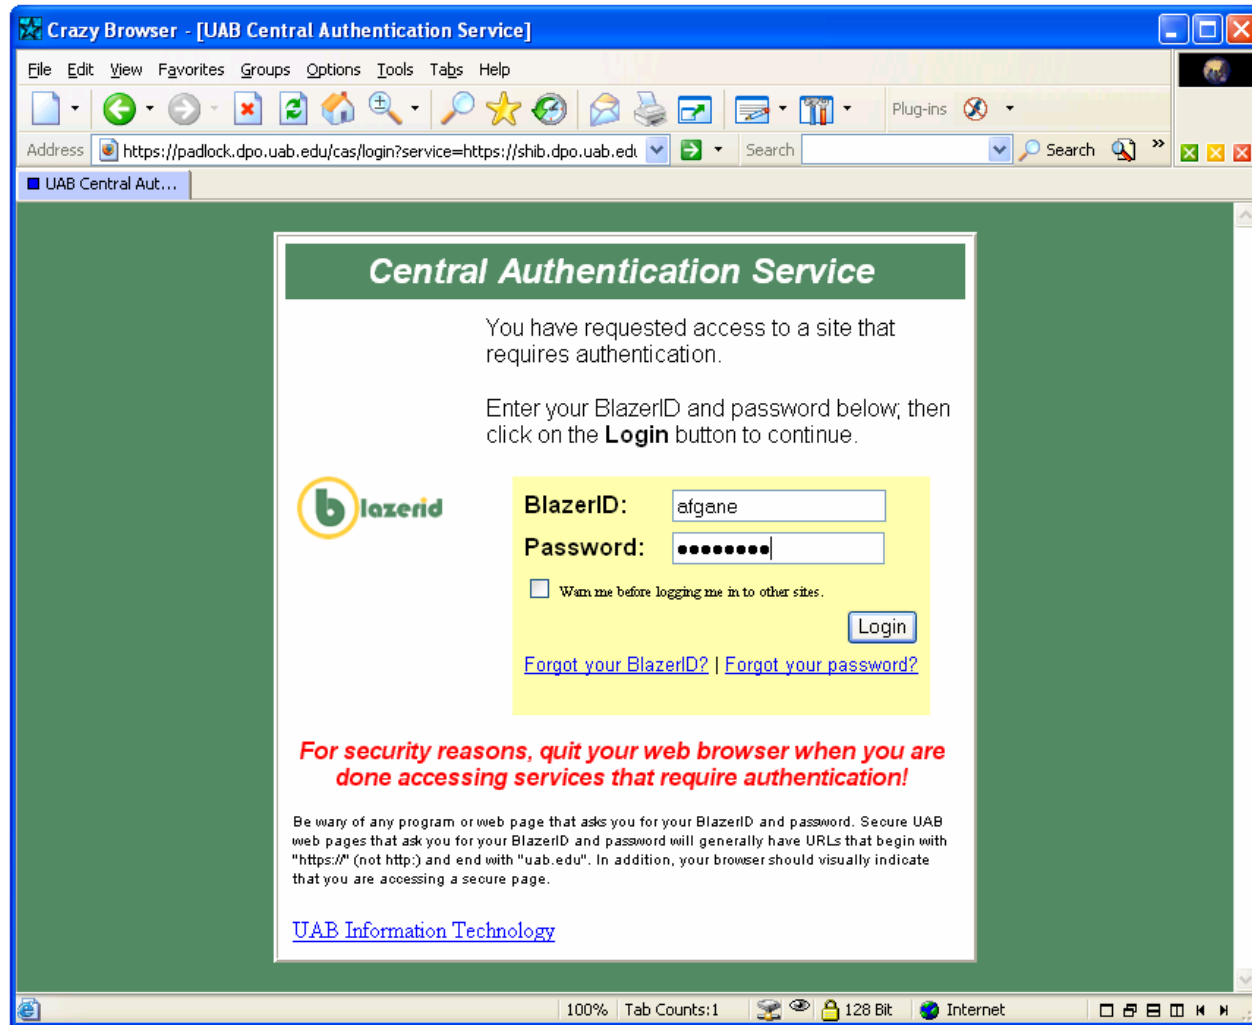 Crazy Browser - [UAB Central Authentication Service]
File Edit View Favorites Groups Options Tools Tabs Help
Plug-ins
Address https://padlock.dpo.uab.edu/cas/login?service=https://shib.dpo.uab.edu Search Search »
UAB Central Aut...
Central Authentication Service
You have requested access to a site that
requires authentication.
Enter your BlazerID and password below, then
click on the Login button to continue.
blazerid
BlazerID: afgane
Password: ●●●●●●●●
Warn me before logging me in to other sites.
Login
Forgot your BlazerID? | Forgot your password?
For security reasons, quit your web browser when you are
done accessing services that require authentication!
Be wary of any program or web page that asks you for your BlazerID and password. Secure UAB
web pages that ask you for your BlazerID and password will generally have URLs that begin with
"https://" (not http:) and end with "uab.edu". In addition, your browser should visually indicate
that you are accessing a secure page.
UAB Information Technology
100% Tab Counts:1 128 Bit Internet